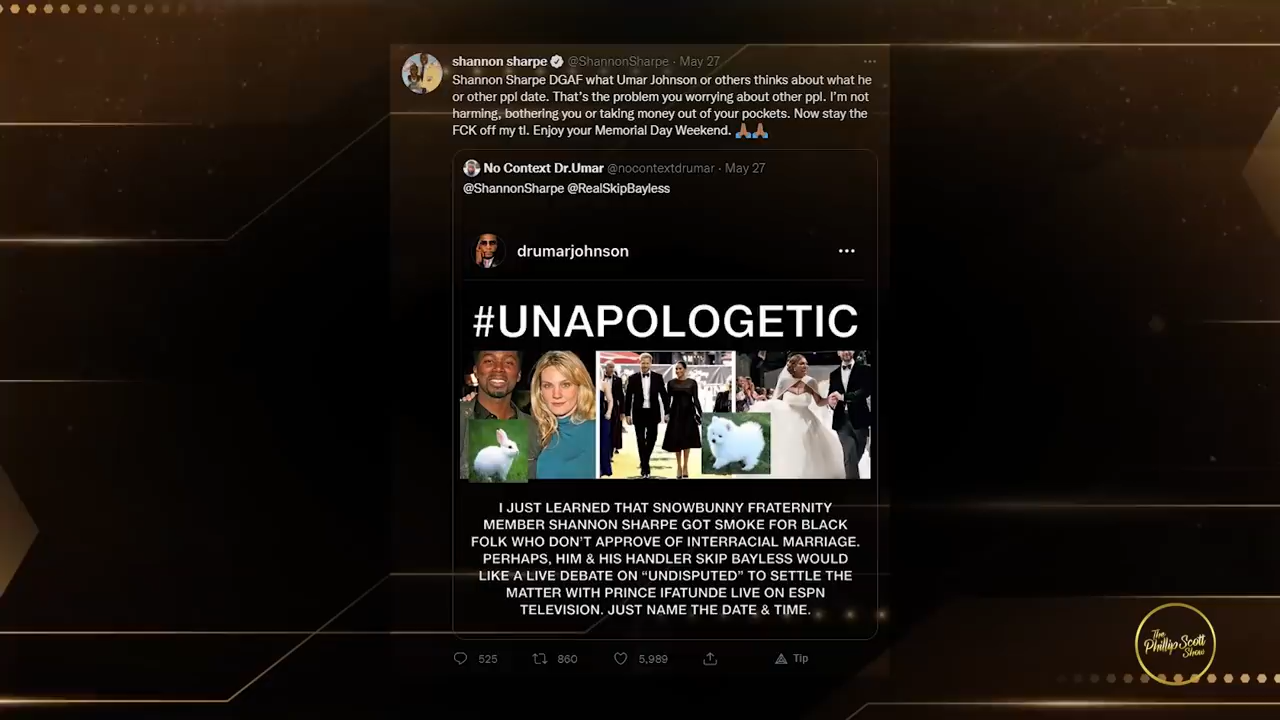 shannon sharpe @ShannonSharpe · May 27
Shannon Sharpe DGAF what Umar Johnson or others thinks about what he
or other ppl date. That's the problem you worrying about other ppl. I'm not
harming, bothering you or taking money out of your pockets. Now stay the
FCK off my tl. Enjoy your Memorial Day Weekend. 🙏🏾🙏🏾
No Context Dr.Umar @nocontextdrumar · May 27
@ShannonSharpe @RealSkipBayless
drumarjohnson
#UNAPOLOGETIC
I JUST LEARNED THAT SNOWBUNNY FRATERNITY
MEMBER SHANNON SHARPE GOT SMOKE FOR BLACK
FOLK WHO DON'T APPROVE OF INTERRACIAL MARRIAGE.
PERHAPS, HIM & HIS HANDLER SKIP BAYLESS WOULD
LIKE A LIVE DEBATE ON "UNDISPUTED" TO SETTLE THE
MATTER WITH PRINCE IFATUNDE LIVE ON ESPN
TELEVISION. JUST NAME THE DATE & TIME.
525 860 5,989 Tip
The
Phillip Scott
Show